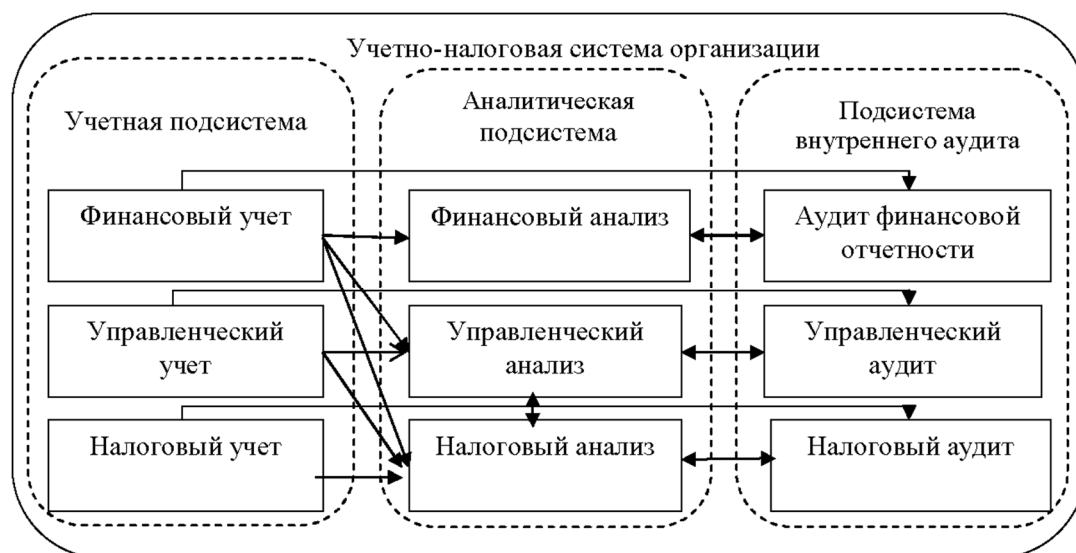 Учетно-налоговая система организации
Учетная подсистема
Аналитическая
подсистема
Подсистема
внутреннего аудита
Финансовый учет
Финансовый анализ
Аудит финансовой
отчетности
Управленческий
учет
Управленческий
анализ
Управленческий
аудит
Налоговый учет
Налоговый анализ
Налоговый аудит